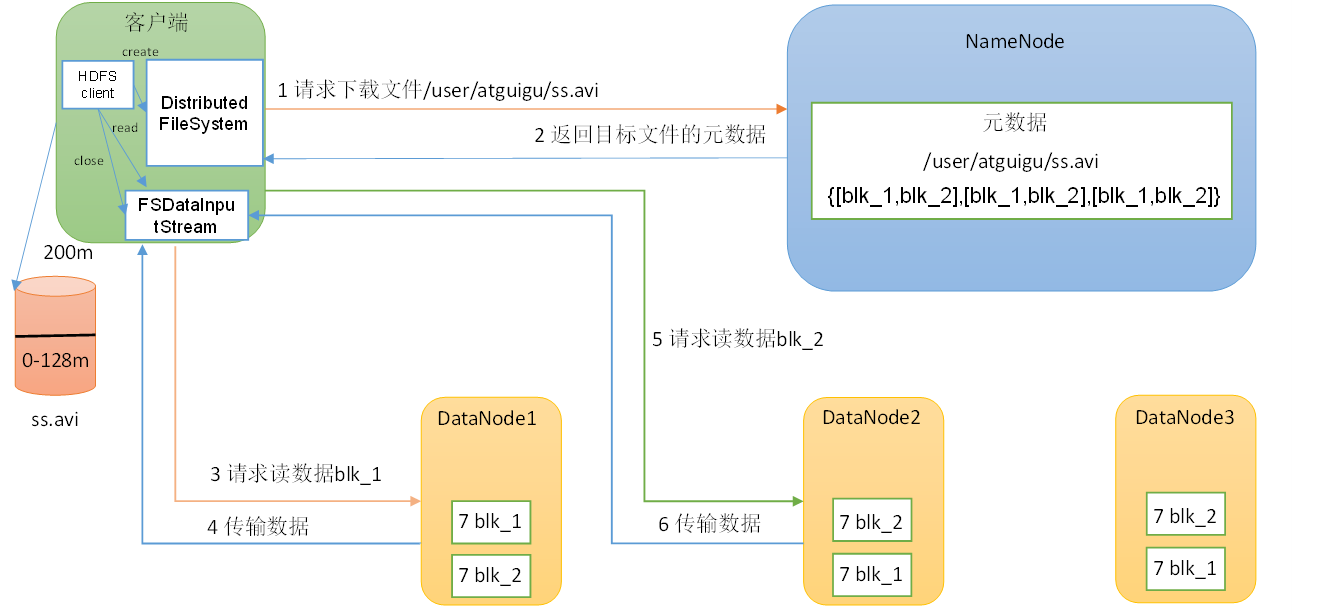 客户端
create
HDFS
client
Distributed
FileSystem
read
close
FSDataInpu
tStream
1 请求下载文件/user/atguigu/ss.avi
2 返回目标文件的元数据
NameNode
元数据
/user/atguigu/ss.avi
{[blk_1,blk_2],[blk_1,blk_2],[blk_1,blk_2]}
200m
0-128m
ss.avi
5 请求读数据blk_2
3 请求读数据blk_1
4 传输数据
6 传输数据
DataNode1
7 blk_1
7 blk_2
DataNode2
7 blk_2
7 blk_1
DataNode3
7 blk_2
7 blk_1